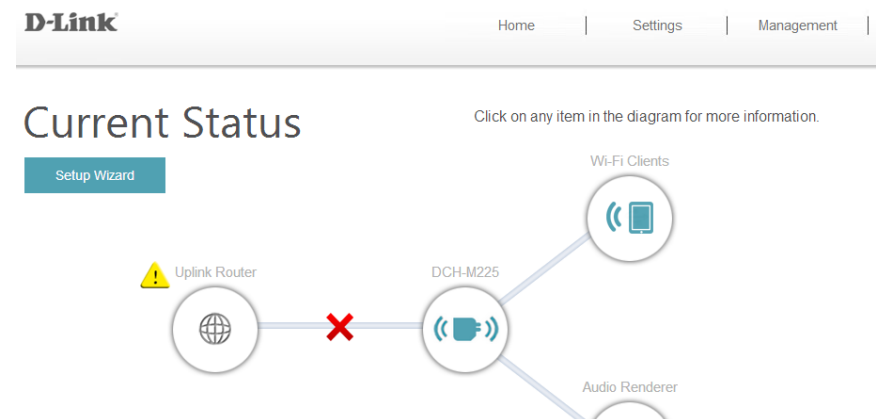 D-Link
Home | Settings | Management |
Current Status
Click on any item in the diagram for more information.
Setup Wizard
Wi-Fi Clients
Uplink Router
DCH-M225
Audio Renderer